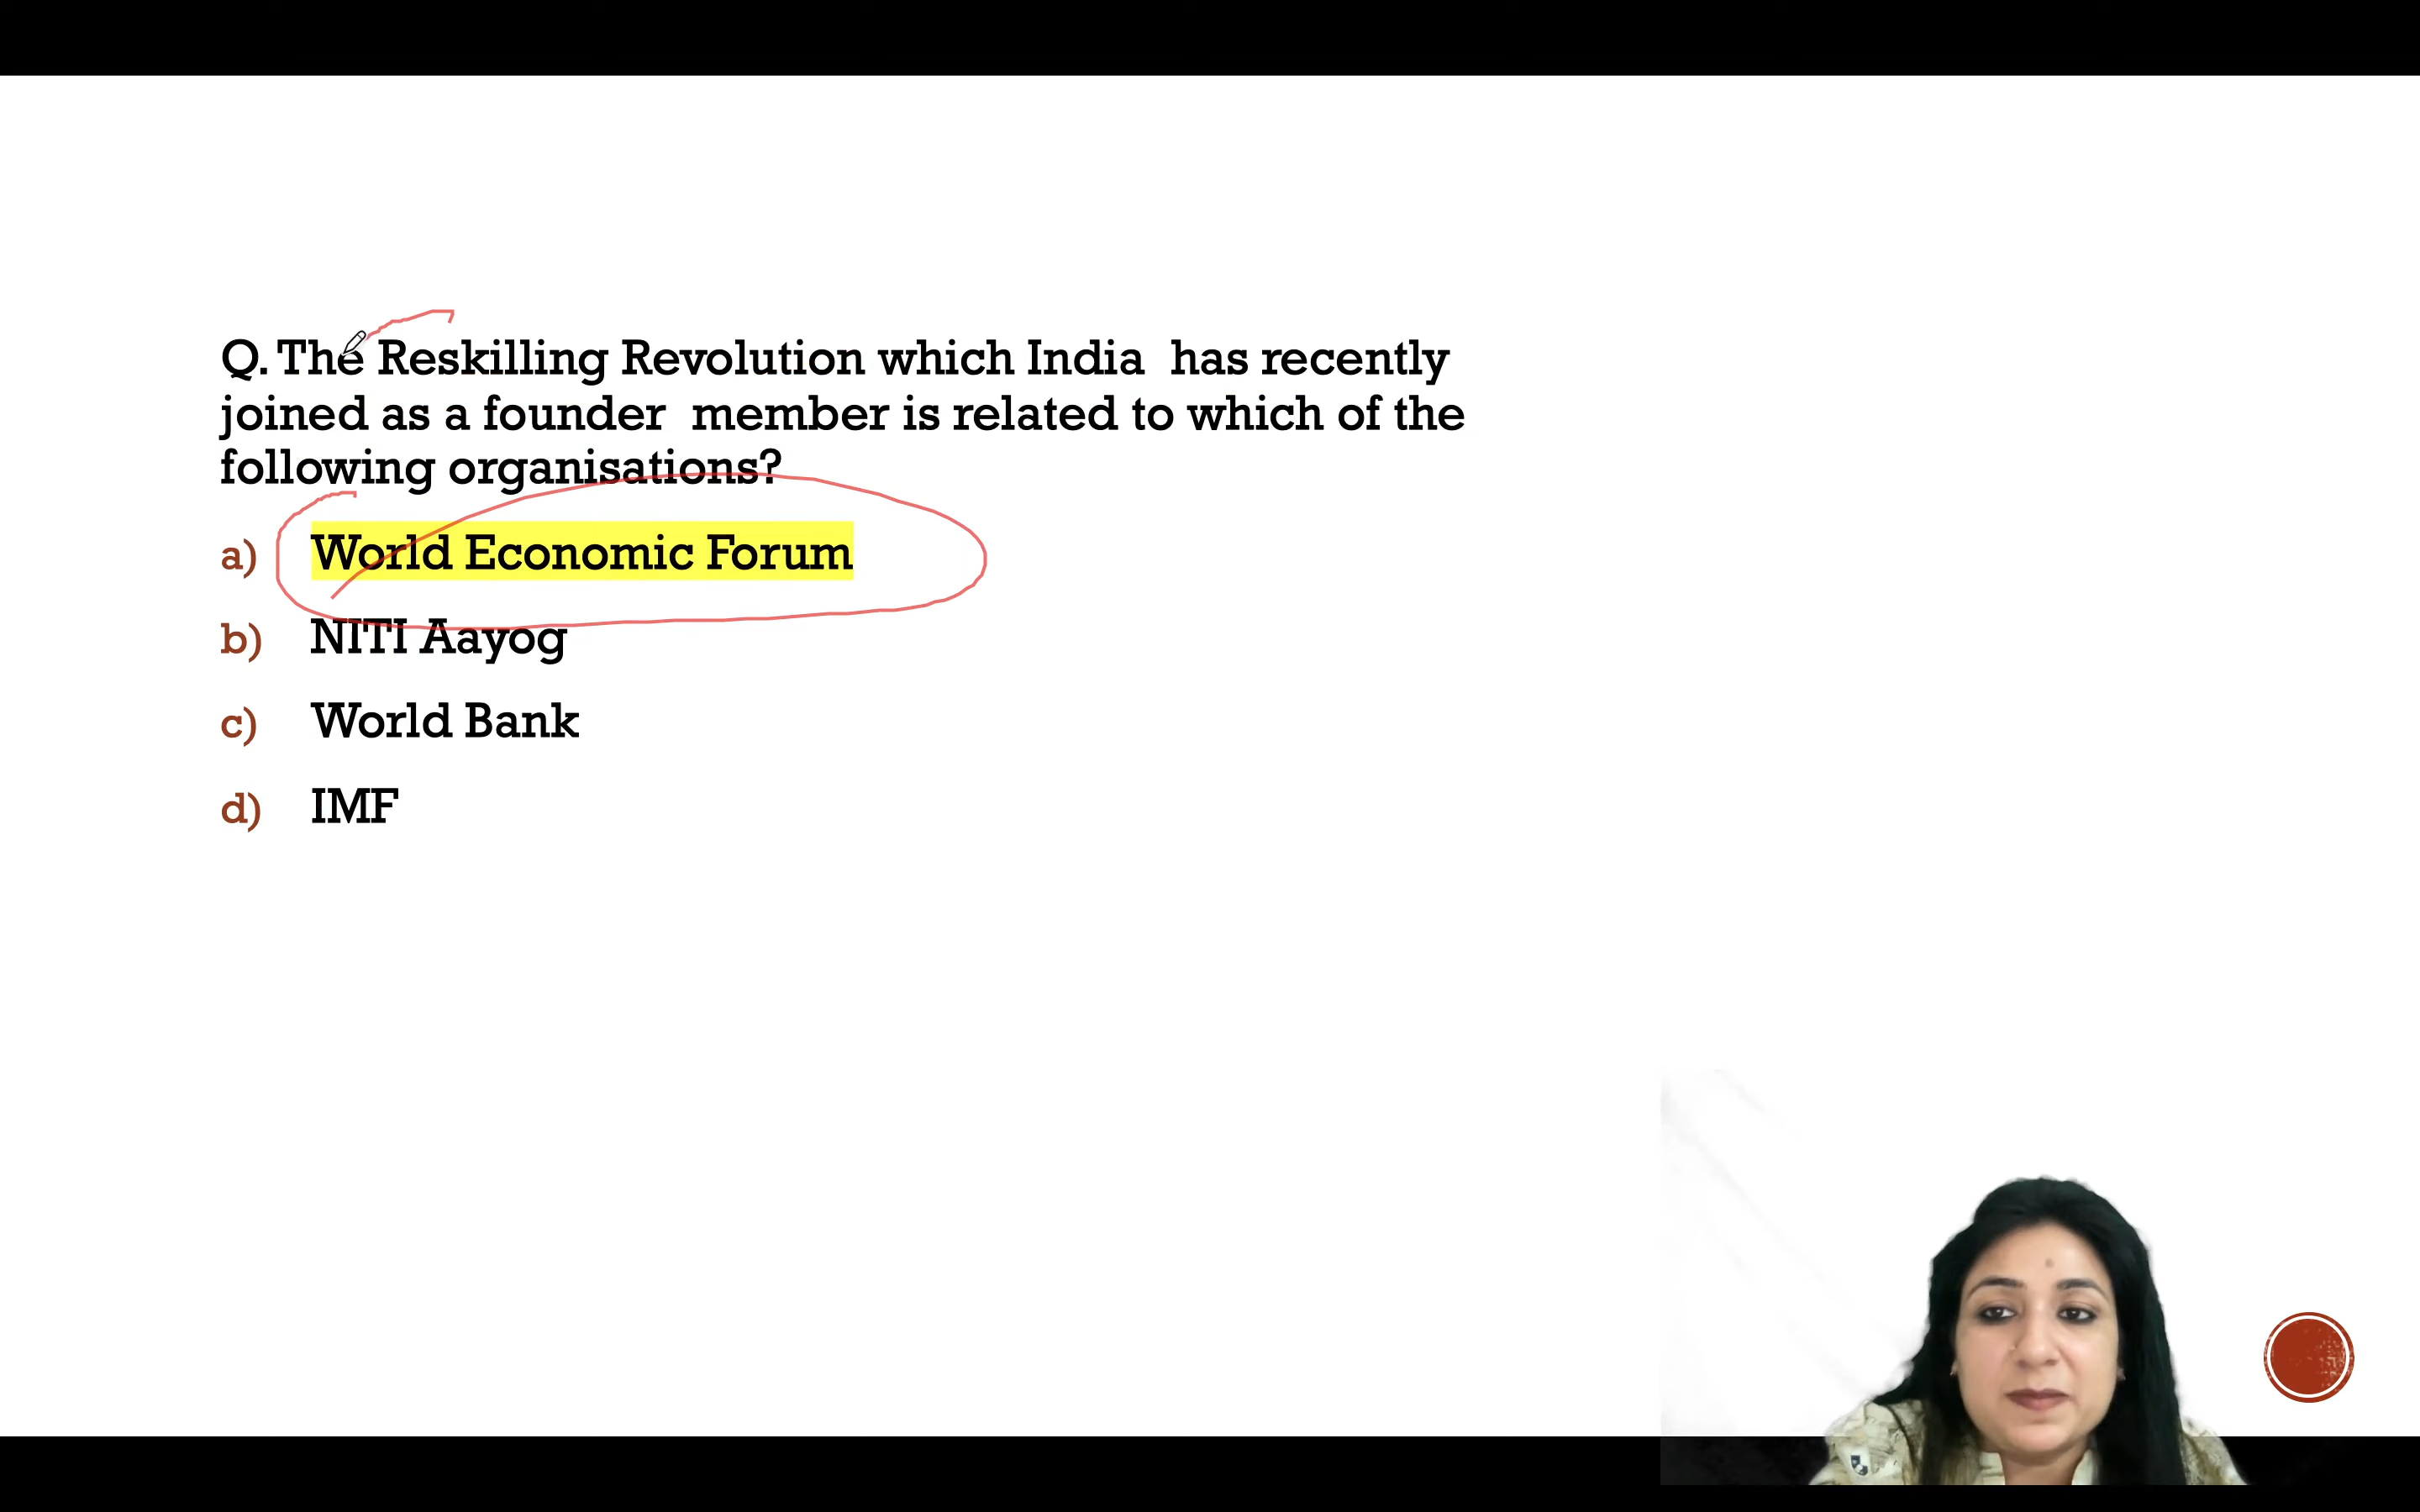 Q. The Reskilling Revolution which India has recently
joined as a founder member is related to which of the
following organisations?
a) World Economic Forum
b) NITI Aayog
c) World Bank
d) IMF